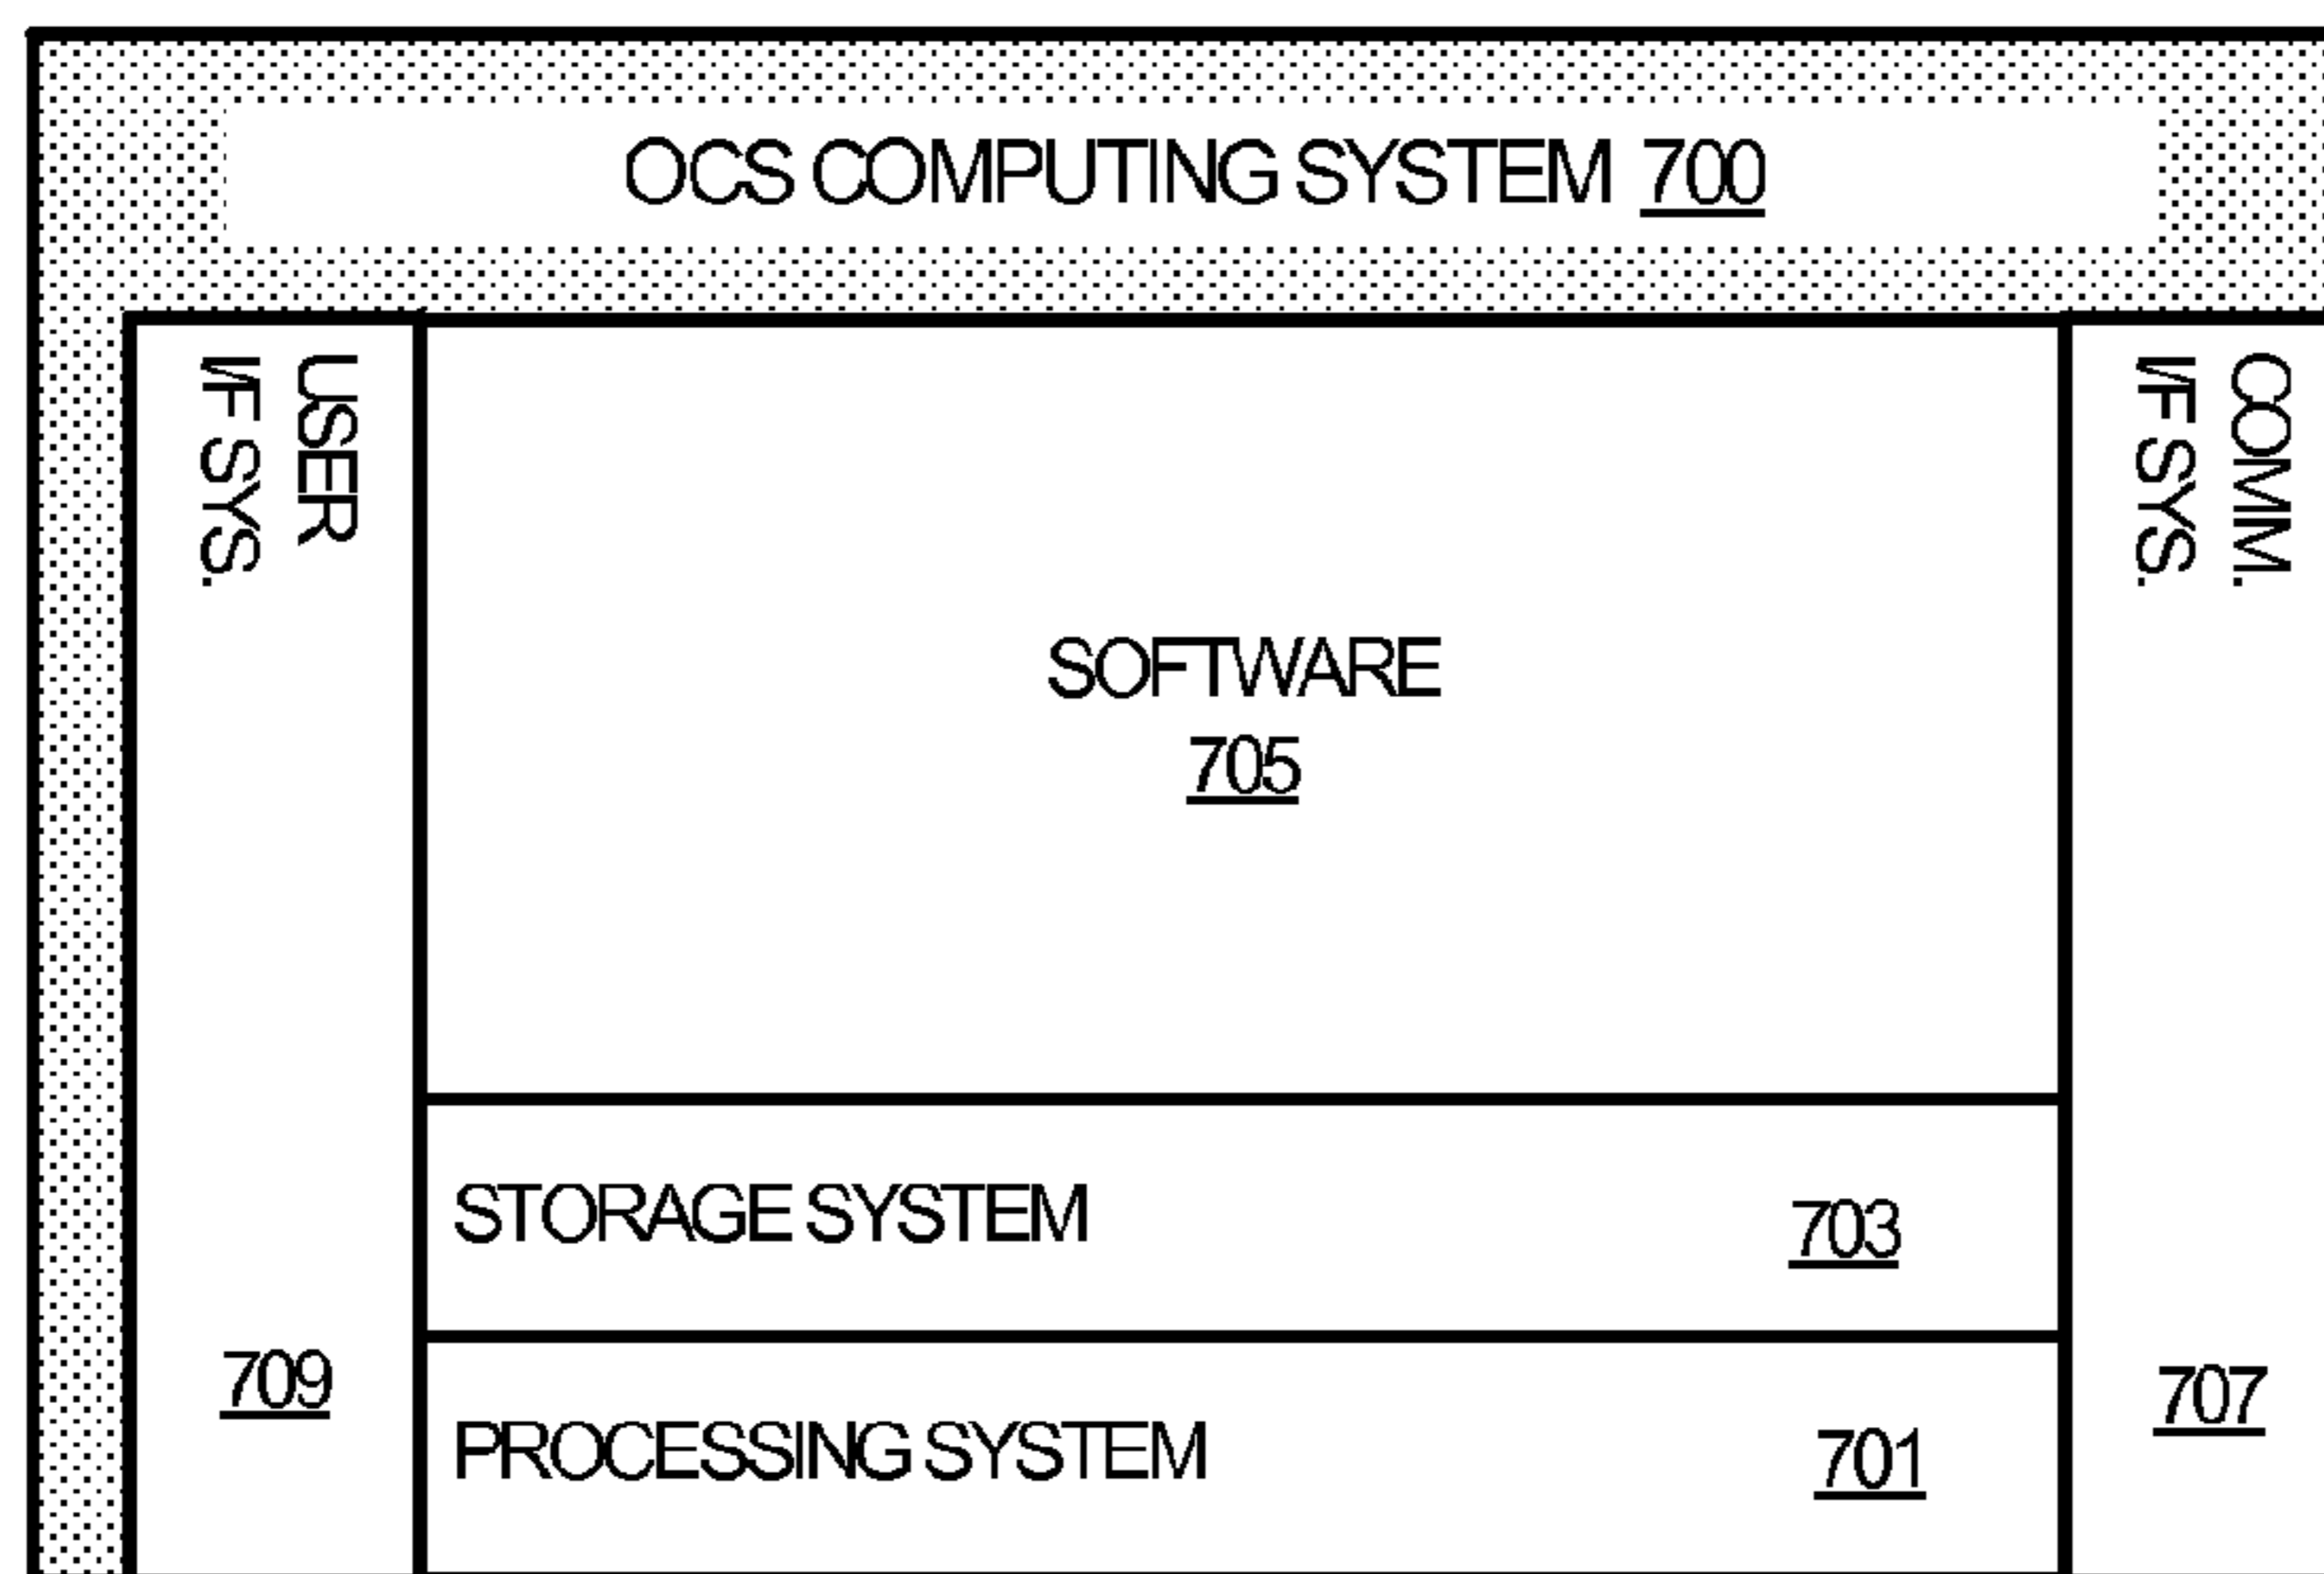 OCS COMPUTING SYSTEM 700
USER
I/F SYS.
709
SOFTWARE
705
STORAGE SYSTEM 703
PROCESSING SYSTEM 701
COMM.
I/F SYS.
707